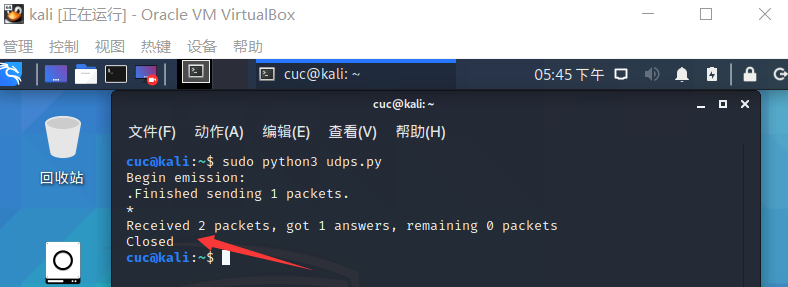 kali [正在运行] - Oracle VM VirtualBox
管理 控制 视图 热键 设备 帮助
cuc@kali: ~ 05:45 下午
cuc@kali: ~
文件(F) 动作(A) 编辑(E) 查看(V) 帮助(H)
回收站
cuc@kali:~$ sudo python3 udps.py
Begin emission:
.Finished sending 1 packets.
*
Received 2 packets, got 1 answers, remaining 0 packets
Closed
cuc@kali:~$